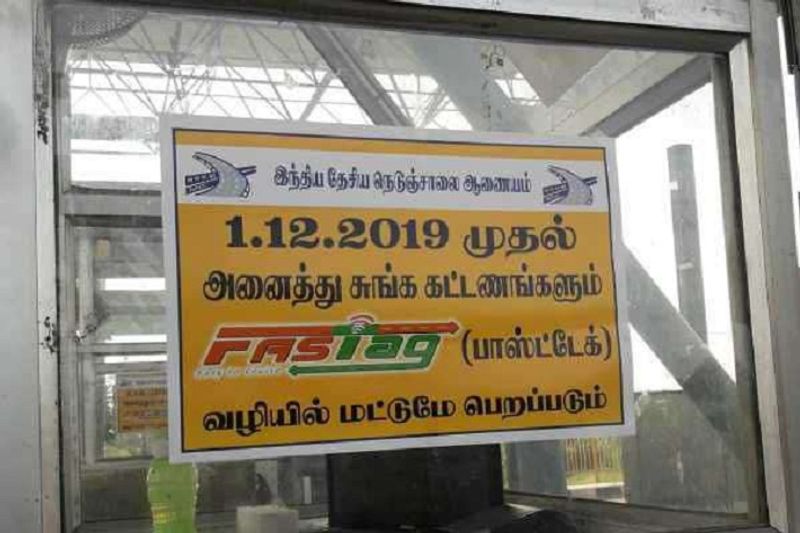 இந்திய தேசிய நெடுஞ்சாலை ஆணையம்
1.12.2019 முதல்
அனைத்து சுங்க கட்டணங்களும்
FASTag (பாஸ்ட்டேக்)
வழியில் மட்டுமே பெறப்படும்